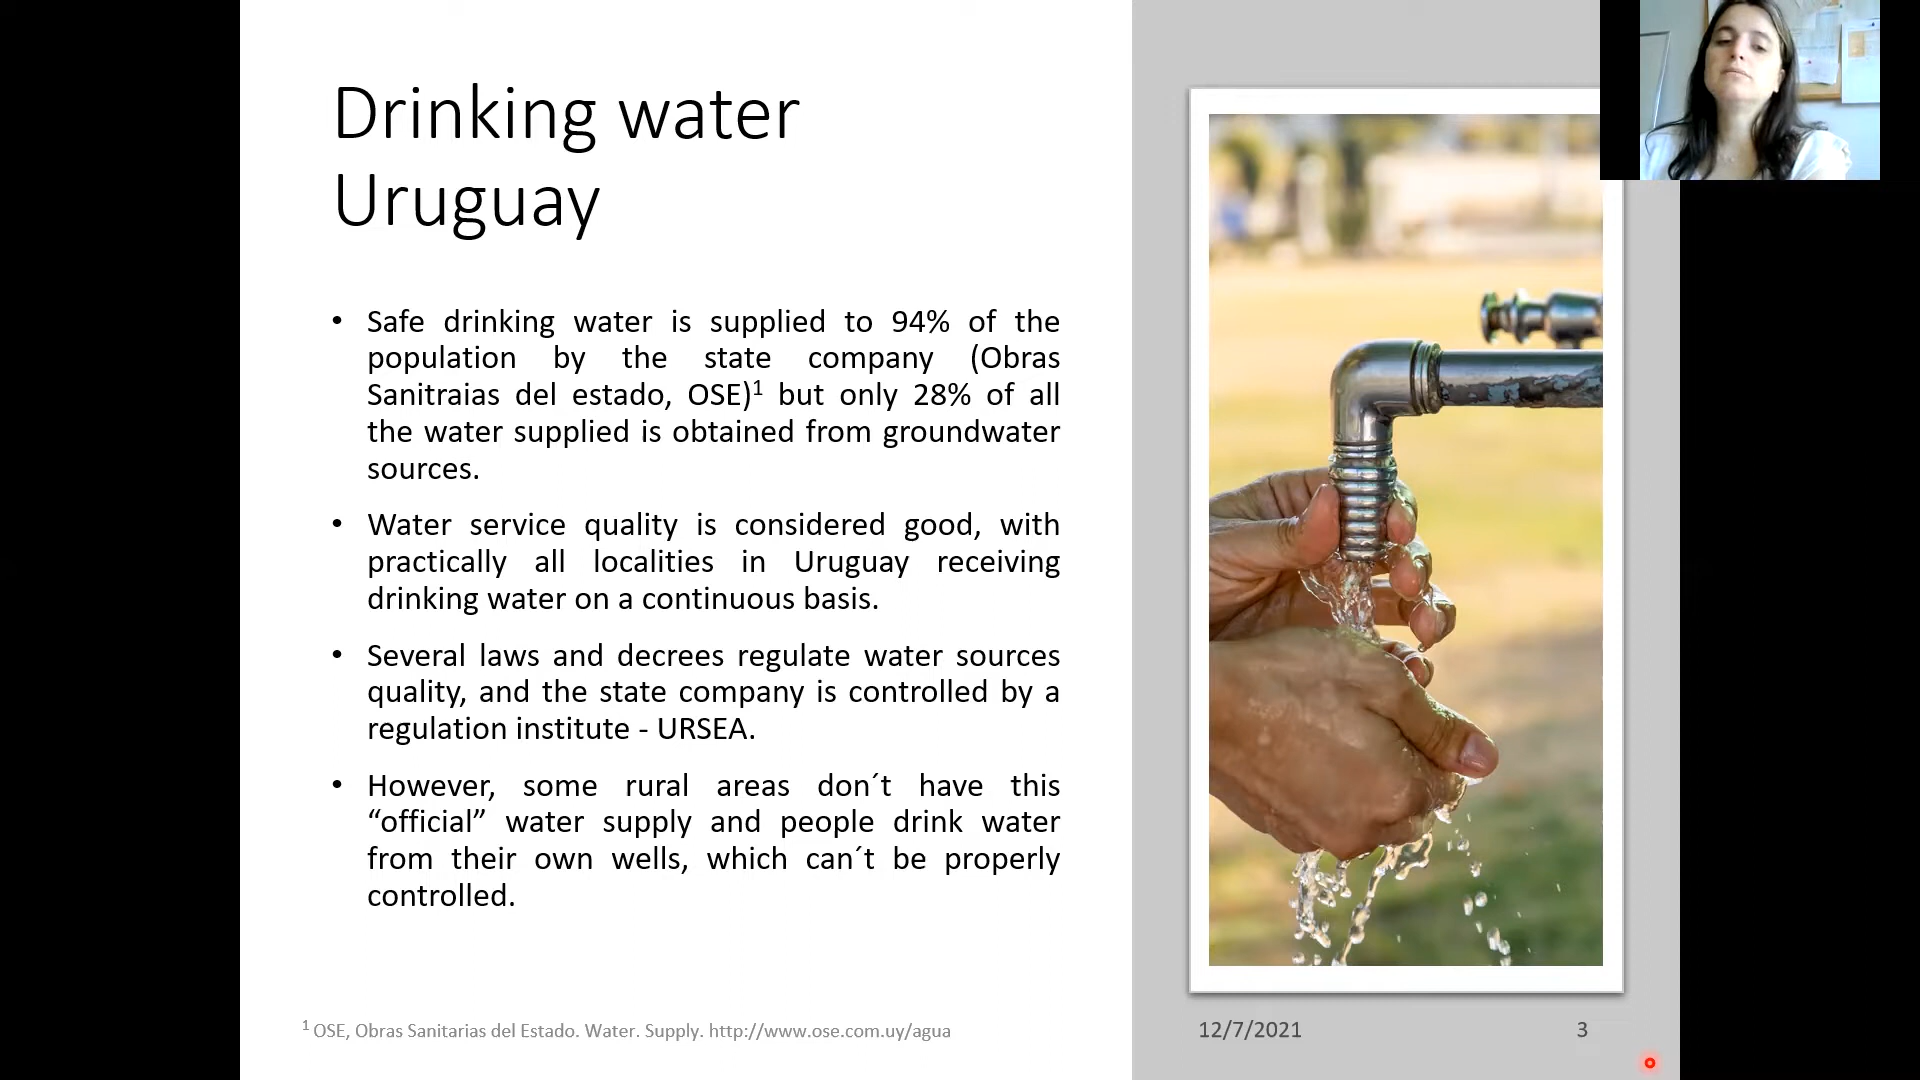 Drinking water
Uruguay
• Safe drinking water is supplied to 94% of the
population by the state company (Obras
Sanitraias del estado, OSE)¹ but only 28% of all
the water supplied is obtained from groundwater
sources.
• Water service quality is considered good, with
practically all localities in Uruguay receiving
drinking water on a continuous basis.
• Several laws and decrees regulate water sources
quality, and the state company is controlled by a
regulation institute - URSEA.
• However, some rural areas don´t have this
“official” water supply and people drink water
from their own wells, which can´t be properly
controlled.
¹ OSE, Obras Sanitarias del Estado. Water. Supply. http://www.ose.com.uy/agua
12/7/2021
3